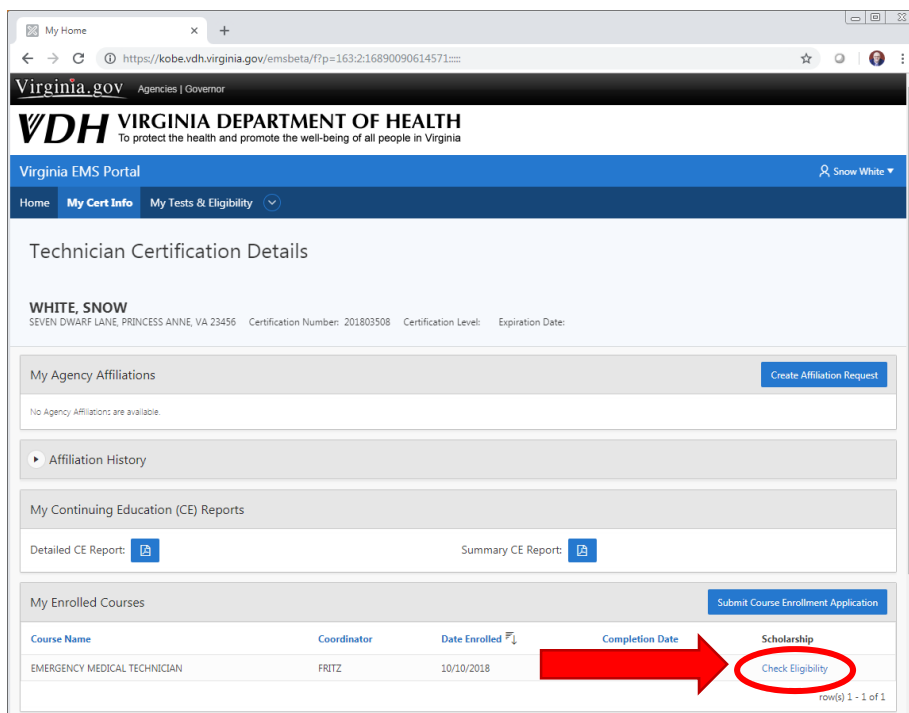 My Home
https://kobe.vdh.virginia.gov/emsbeta/f?p=163:2:16890090614571:::::
Virginia.gov Agencies | Governor
VDH VIRGINIA DEPARTMENT OF HEALTH
To protect the health and promote the well-being of all people in Virginia
Virginia EMS Portal Snow White
Home My Cert Info My Tests & Eligibility
Technician Certification Details
WHITE, SNOW
SEVEN DWARF LANE, PRINCESS ANNE, VA 23456 Certification Number: 201803508 Certification Level: Expiration Date:
My Agency Affiliations Create Affiliation Request
No Agency Affiliations are available.
Affiliation History
My Continuing Education (CE) Reports
Detailed CE Report: Summary CE Report:
My Enrolled Courses Submit Course Enrollment Application
Course Name Coordinator Date Enrolled Completion Date Scholarship
EMERGENCY MEDICAL TECHNICIAN FRITZ 10/10/2018 Check Eligibility
row(s) 1 - 1 of 1